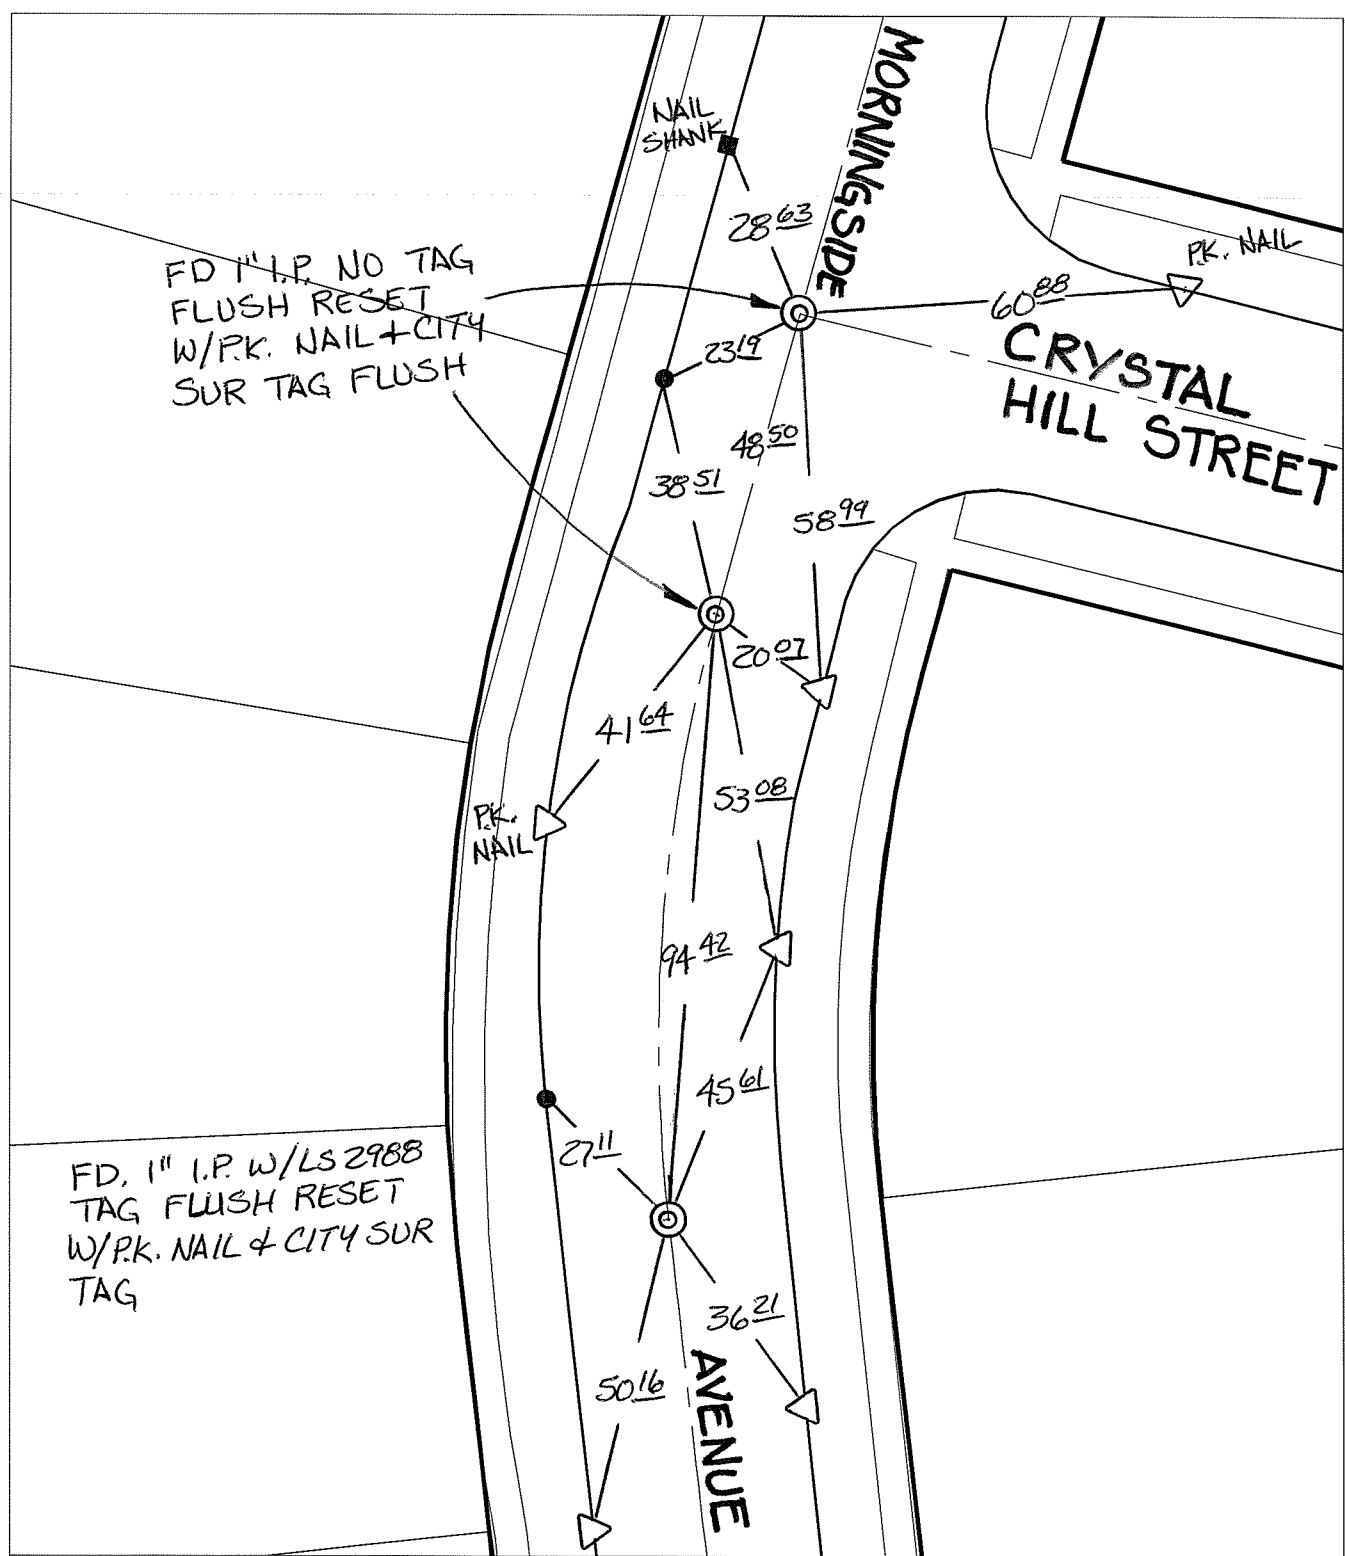 MORNINGSIDE
NAIL
SHANK
28 63
P.K. NAIL
FD 1" I.P. NO TAG
FLUSH RESET
W/P.K. NAIL + CITY
SUR TAG FLUSH
60 88
23 19
CRYSTAL
HILL STREET
48 50
38 51
58 99
20 07
41 64
53 08
P.K.
NAIL
94 42
45 61
27 11
FD. 1" I.P. W/LS 2988
TAG FLUSH RESET
W/P.K. NAIL & CITY SUR
TAG
36 21
50 16
AVENUE